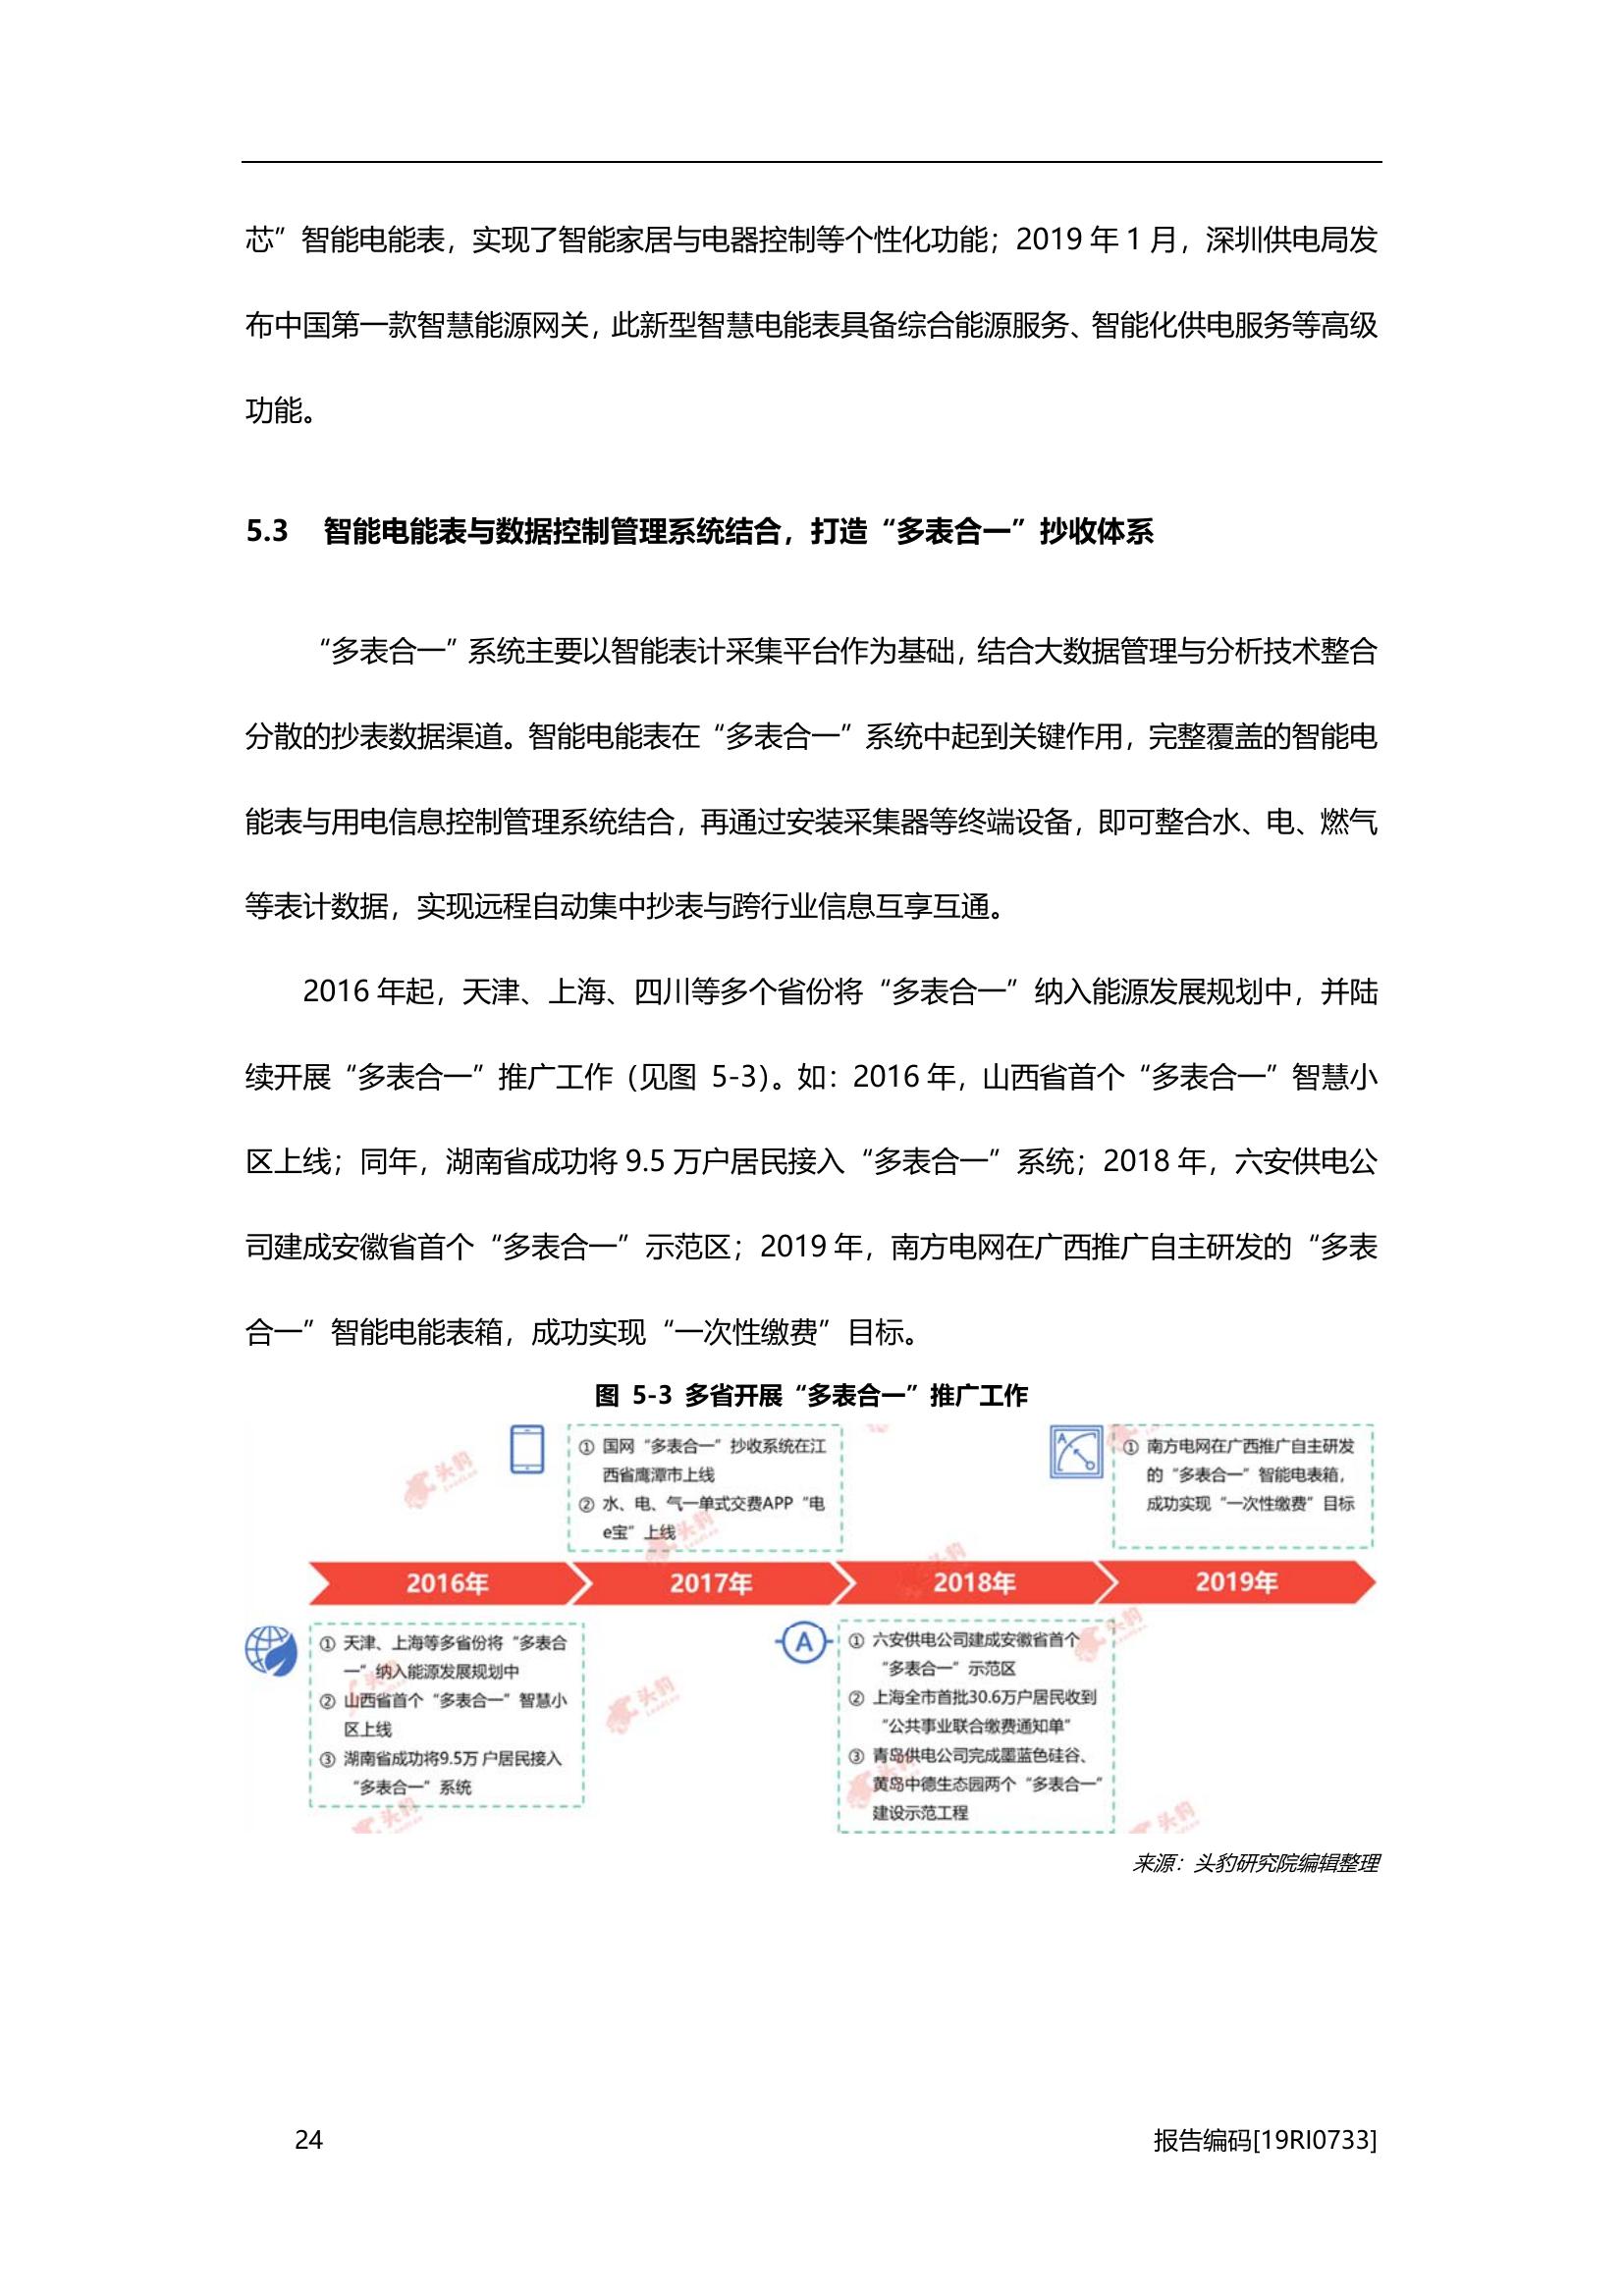 芯”智能电能表，实现了智能家居与电器控制等个性化功能；2019 年 1 月，深圳供电局发
布中国第一款智慧能源网关，此新型智慧电能表具备综合能源服务、智能化供电服务等高级
功能。
5.3 智能电能表与数据控制管理系统结合，打造“多表合一”抄收体系
“多表合一”系统主要以智能表计采集平台作为基础，结合大数据管理与分析技术整合
分散的抄表数据渠道。智能电能表在“多表合一”系统中起到关键作用，完整覆盖的智能电
能表与用电信息控制管理系统结合，再通过安装采集器等终端设备，即可整合水、电、燃气
等表计数据，实现远程自动集中抄表与跨行业信息互享互通。
2016 年起，天津、上海、四川等多个省份将“多表合一”纳入能源发展规划中，并陆
续开展“多表合一”推广工作（见图 5-3）。如：2016 年，山西省首个“多表合一”智慧小
区上线；同年，湖南省成功将 9.5 万户居民接入“多表合一”系统；2018 年，六安供电公
司建成安徽省首个“多表合一”示范区；2019 年，南方电网在广西推广自主研发的“多表
合一”智能电能表箱，成功实现“一次性缴费”目标。
图 5-3 多省开展“多表合一”推广工作
① 国网“多表合一”抄收系统在江
西省鹰潭市上线
② 水、电、气一单式交费APP“电
e宝”上线
① 南方电网在广西推广自主研发
的“多表合一”智能电表箱，
成功实现“一次性缴费”目标
2016年 2017年 2018年 2019年
① 天津、上海等多省份将“多表合
一”纳入能源发展规划中
② 山西省首个“多表合一”智慧小
区上线
③ 湖南省成功将9.5万 户居民接入
“多表合一”系统
A
① 六安供电公司建成安徽省首个
“多表合一”示范区
② 上海全市首批30.6万户居民收到
“公共事业联合缴费通知单”
③ 青岛供电公司完成墨蓝色硅谷、
黄岛中德生态园两个“多表合一”
建设示范工程
来源：头豹研究院编辑整理
24 报告编码[19RI0733]